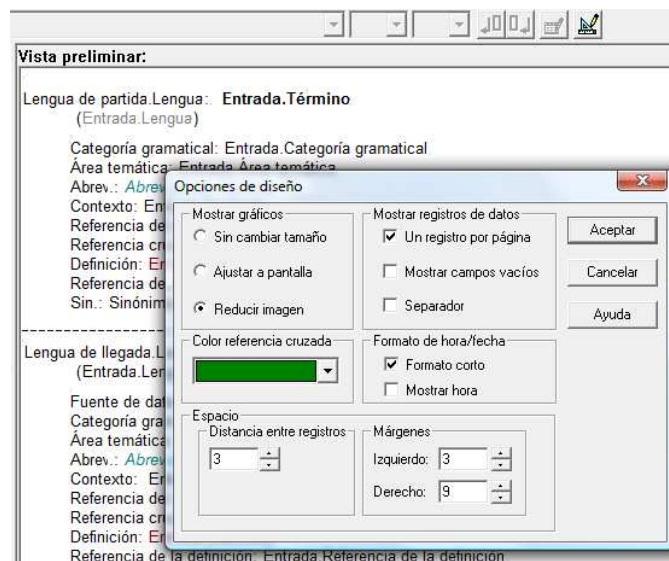 Vista preliminar:
Lengua de partida.Lengua: Entrada.Término
(Entrada.Lengua)
Categoría gramatical: Entrada.Categoría gramatical
Área temática: Entrada.Área temática
Abrev.: Abrev
Contexto: En
Referencia de
Referencia cr
Definición: En
Referencia de
Sin.: Sinónim
Lengua de llegada.L
(Entrada.Len
Fuente de dat
Categoría gra
Área temática
Abrev.: Abrev
Contexto: En
Referencia de
Referencia cr
Definición: En
Referencia de la definición: Entrada.Referencia de la definición
Opciones de diseño
Mostrar gráficos
Sin cambiar tamaño
Ajustar a pantalla
Reducir imagen
Mostrar registros de datos
Un registro por página
Mostrar campos vacíos
Separador
Aceptar
Cancelar
Ayuda
Color referencia cruzada
Formato de hora/fecha
Formato corto
Mostrar hora
Espacio
Distancia entre registros
3
Márgenes
Izquierdo: 3
Derecho: 9